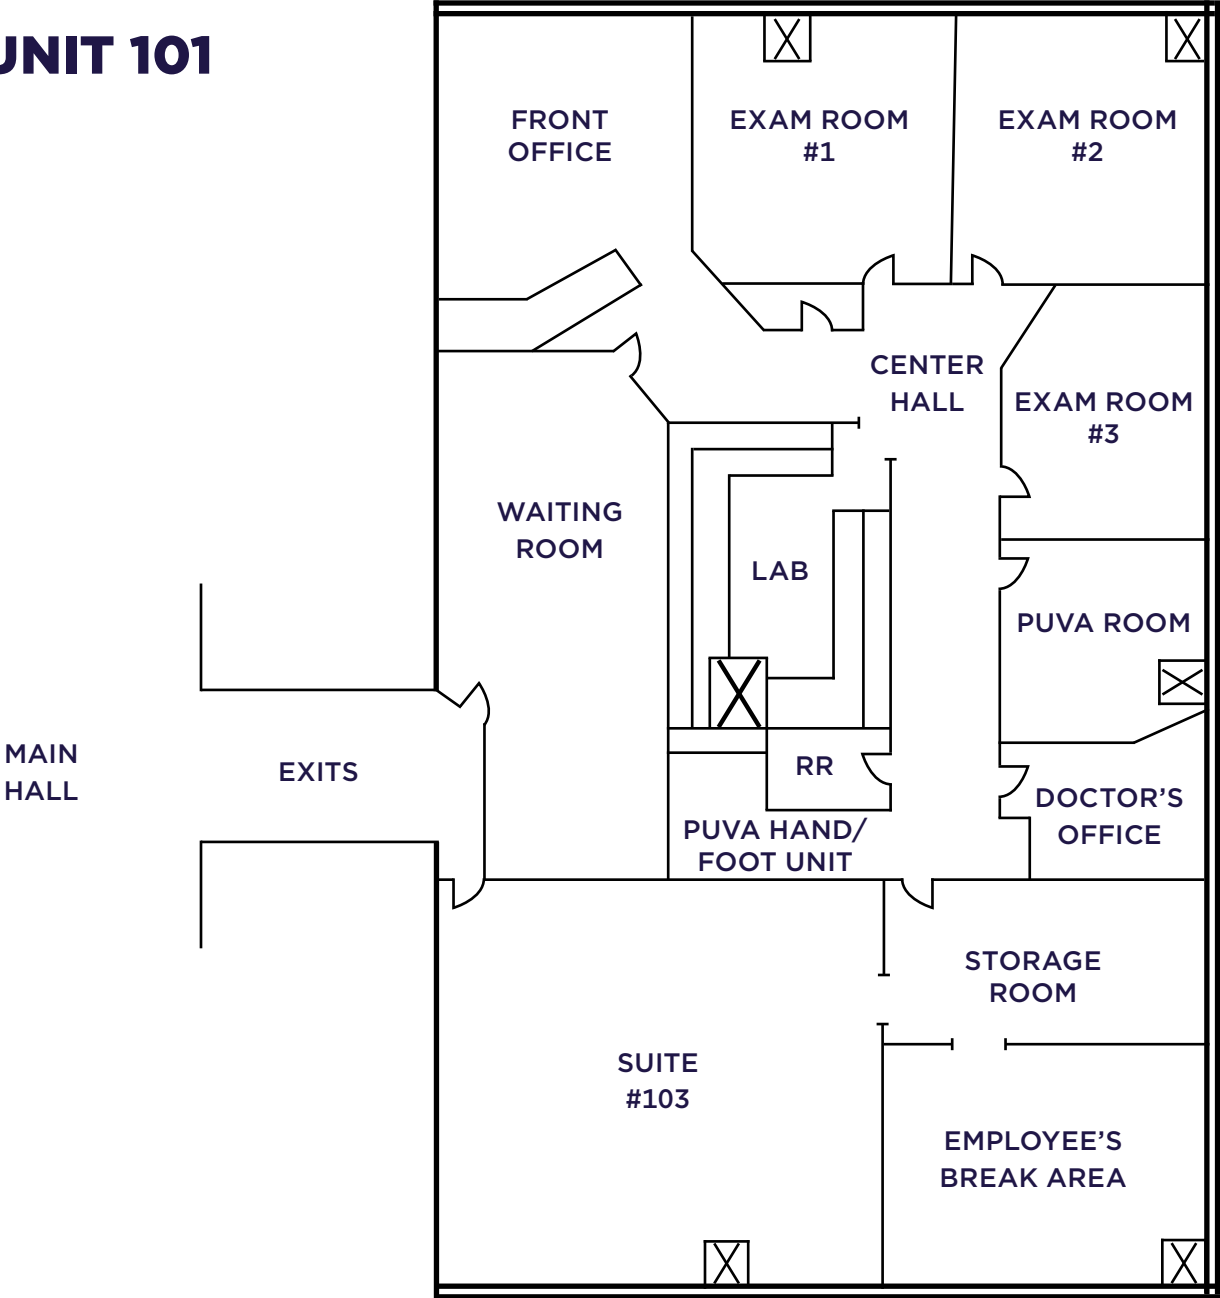 UNIT 101
FRONT
OFFICE
EXAM ROOM
#1
EXAM ROOM
#2
CENTER
HALL
EXAM ROOM
#3
WAITING
ROOM
LAB
PUVA ROOM
MAIN
HALL
EXITS
RR
DOCTOR'S
OFFICE
PUVA HAND/
FOOT UNIT
STORAGE
ROOM
SUITE
#103
EMPLOYEE'S
BREAK AREA